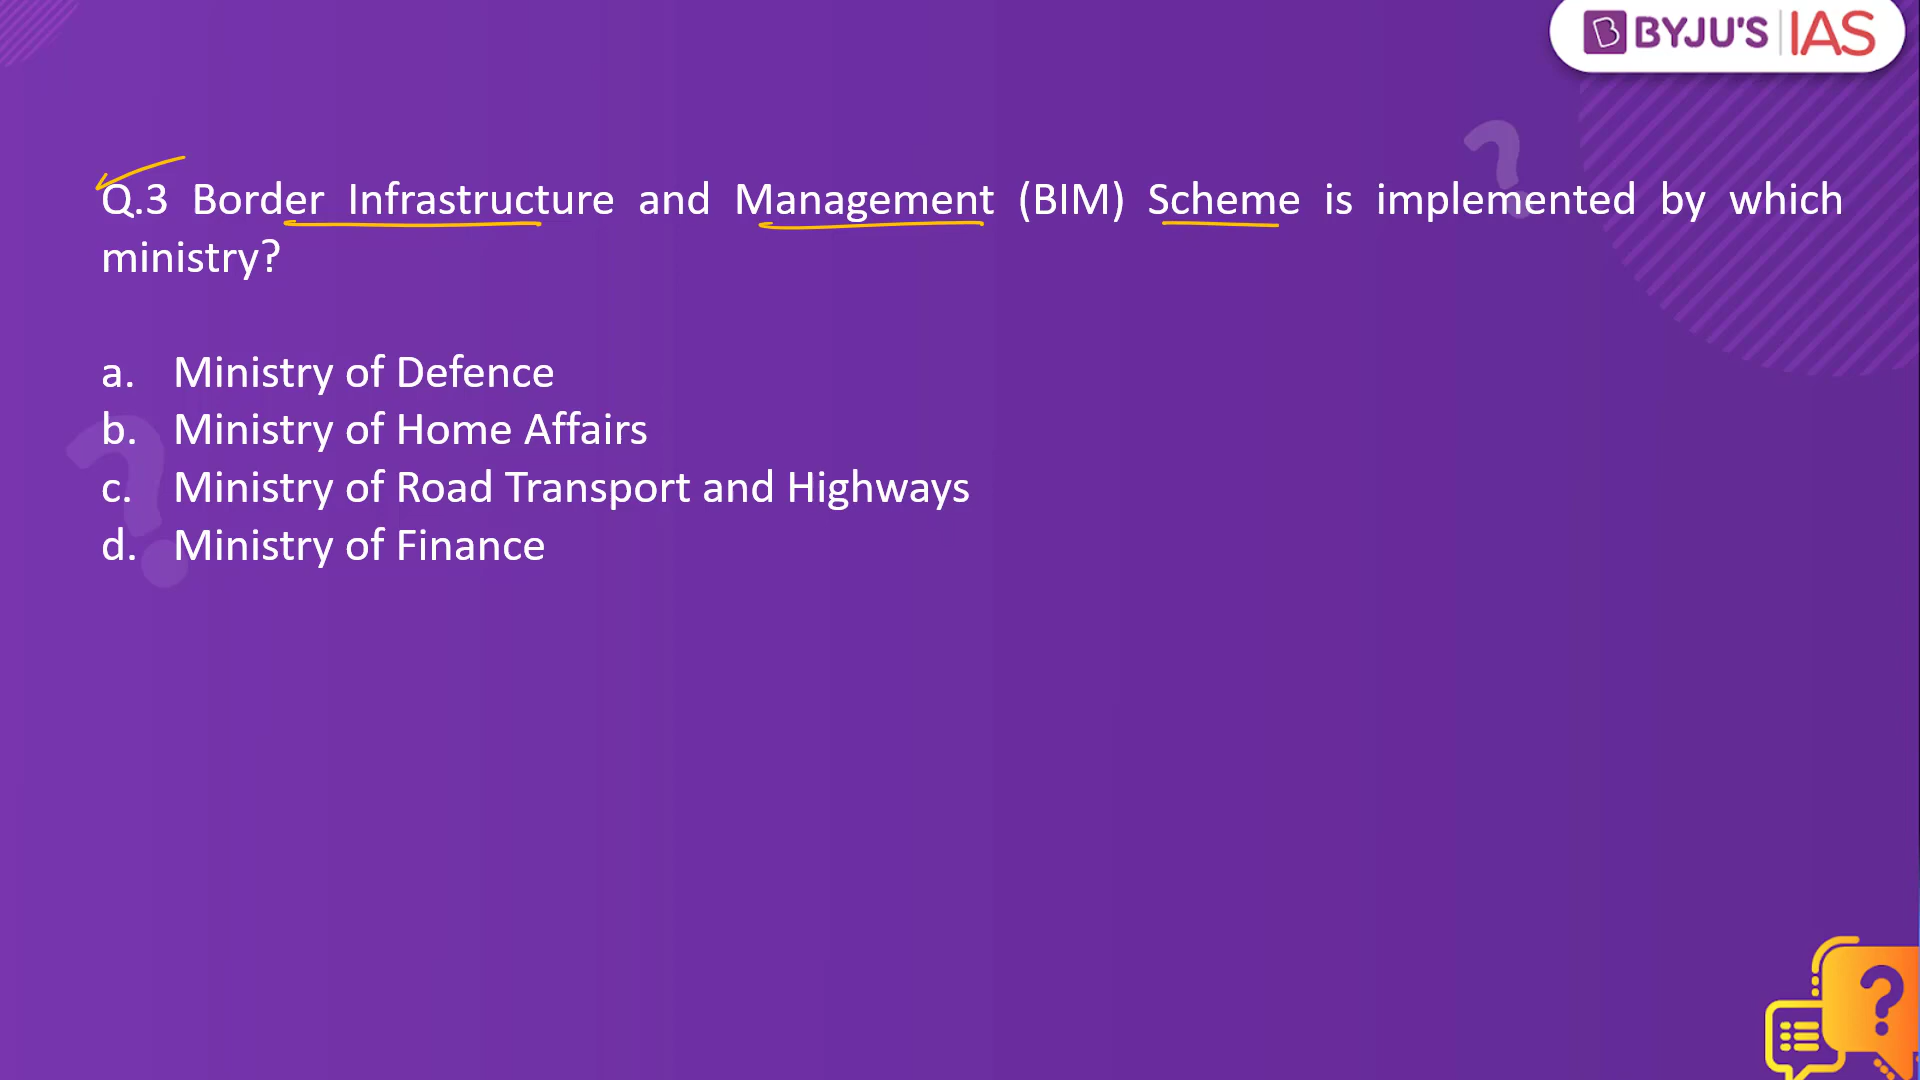 BYJU'S IAS
Q.3 Border Infrastructure and Management (BIM) Scheme is implemented by which
ministry?
a. Ministry of Defence
b. Ministry of Home Affairs
c. Ministry of Road Transport and Highways
d. Ministry of Finance